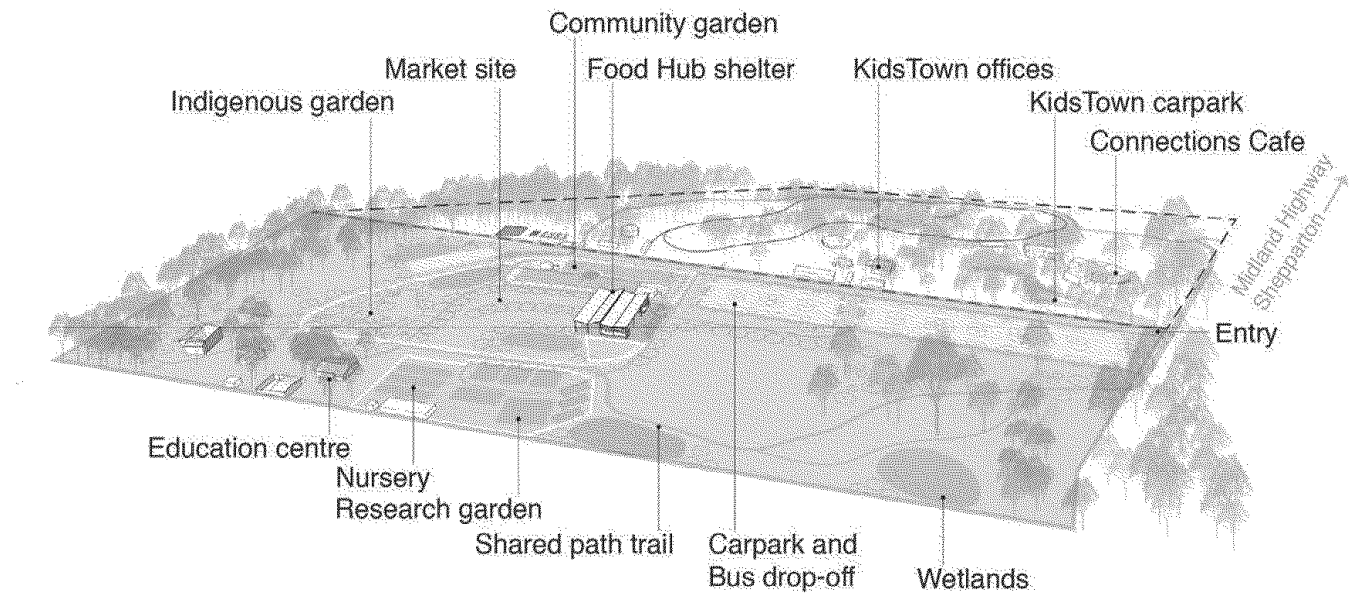 Community garden
Market site
Food Hub shelter
KidsTown offices
Indigenous garden
KidsTown carpark
Connections Cafe
Midland Highway
Shepparton
Entry
Education centre
Nursery
Research garden
Shared path trail
Carpark and
Bus drop-off
Wetlands